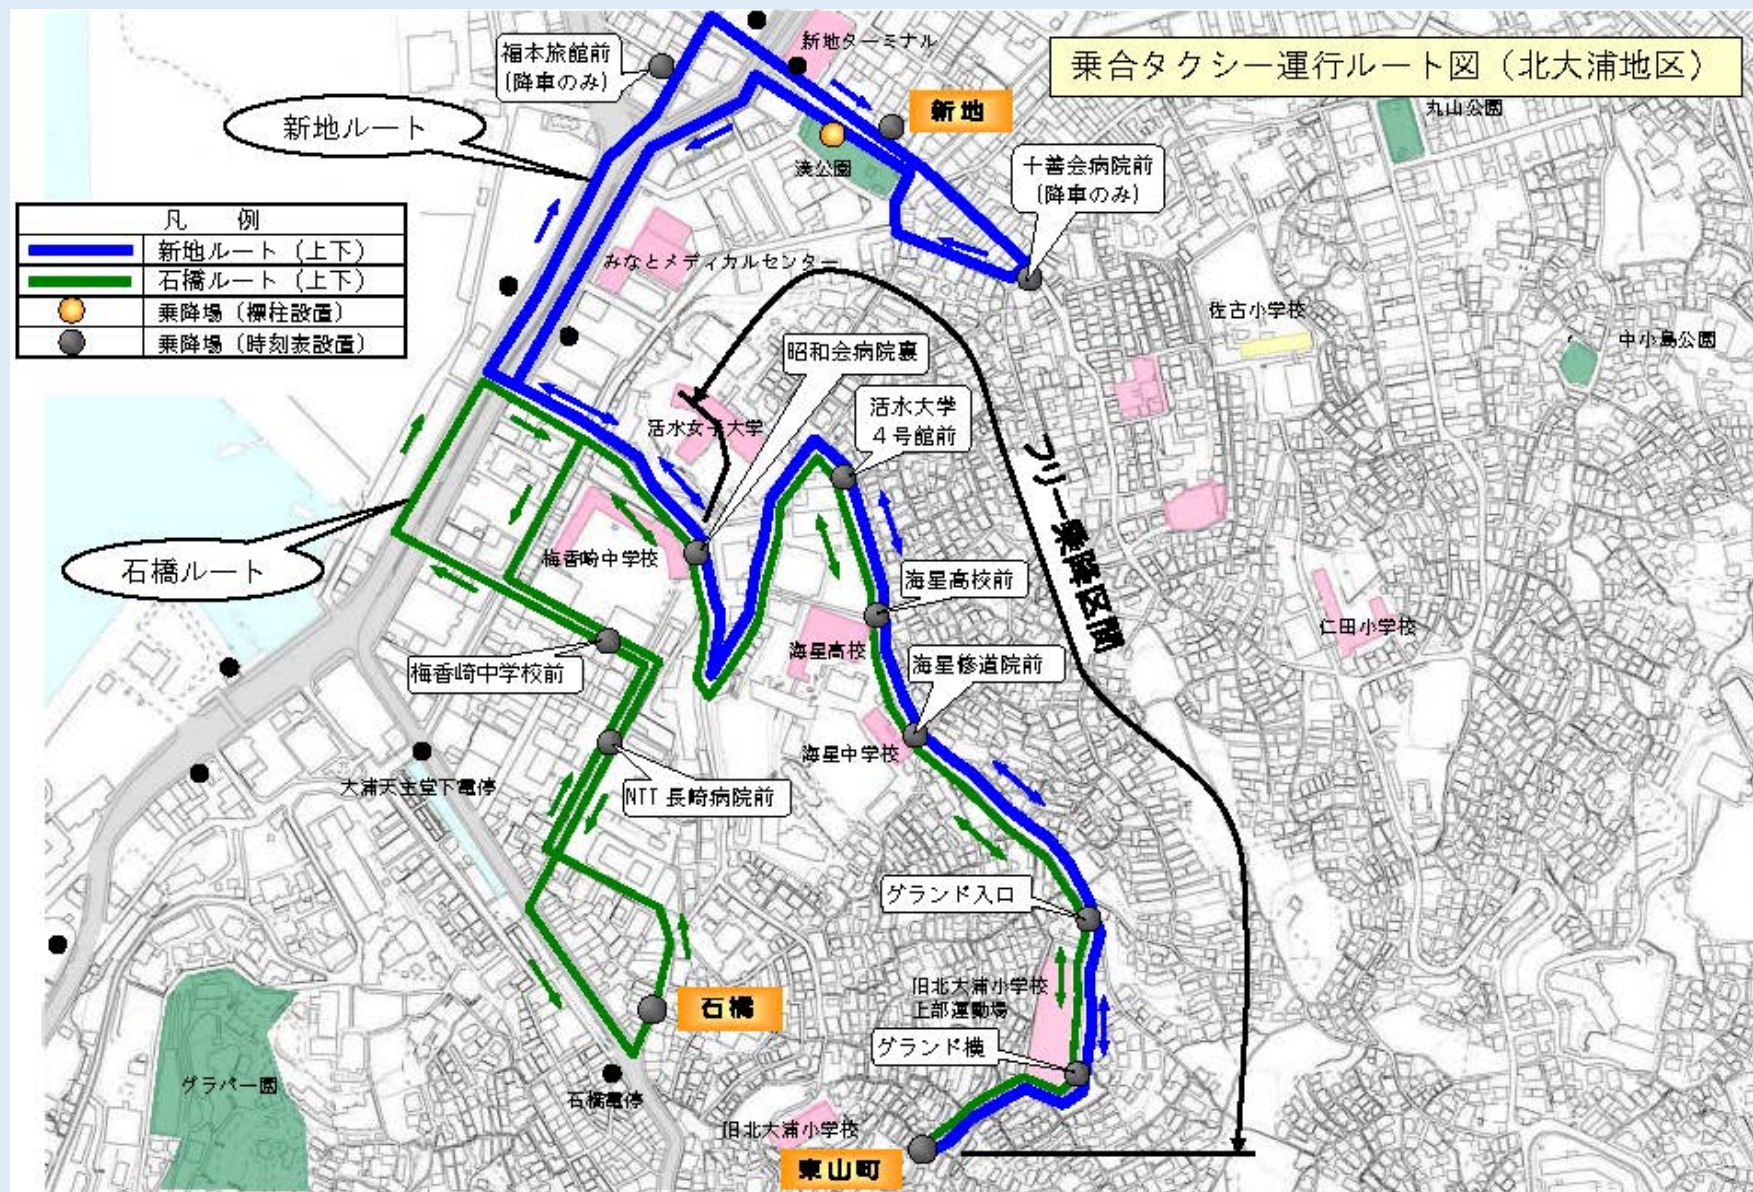 乗合タクシー運行ルート図（北大浦地区）
新地ターミナル
福本旅館前
(降車のみ)
新地
丸山公園
新地ルート
湊公園
十善会病院前
(降車のみ)
凡　例
新地ルート（上下）
石橋ルート（上下）
乗降場（標柱設置）
乗降場（時刻表設置）
みなとメディカルセンター
佐古小学校
中小島公園
昭和会病院裏
活水大学
4号館前
活水女子大学
フリー乗降区間
石橋ルート
梅香崎中学校
海星高校前
仁田小学校
海星高校
海星修道院前
梅香崎中学校前
海星中学校
大浦天主堂下電停
NTT 長崎病院前
グランド入口
旧北大浦小学校
上部運動場
石橋
グランド横
グラバー園
石橋電停
旧北大浦小学校
東山町